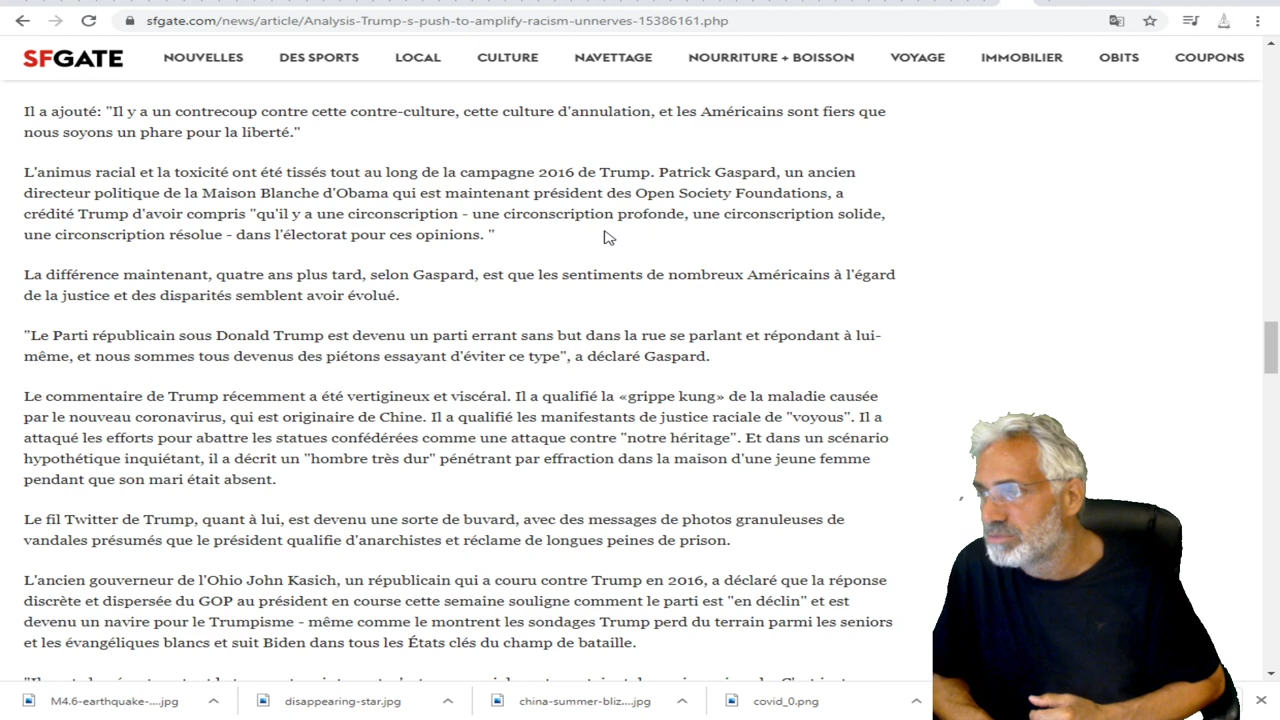 sfgate.com/news/article/Analysis-Trump-s-push-to-amplify-racism-unnerves-15386161.php
SFGATE NOUVELLES DES SPORTS LOCAL CULTURE NAVETTAGE NOURRITURE + BOISSON VOYAGE IMMOBILIER OBITS COUPONS
Il a ajouté: "Il y a un contrecoup contre cette contre-culture, cette culture d'annulation, et les Américains sont fiers que
nous soyons un phare pour la liberté."
L'animus racial et la toxicité ont été tissés tout au long de la campagne 2016 de Trump. Patrick Gaspard, un ancien
directeur politique de la Maison Blanche d'Obama qui est maintenant président des Open Society Foundations, a
crédité Trump d'avoir compris "qu'il y a une circonscription - une circonscription profonde, une circonscription solide,
une circonscription résolue - dans l'électorat pour ces opinions. "
La différence maintenant, quatre ans plus tard, selon Gaspard, est que les sentiments de nombreux Américains à l'égard
de la justice et des disparités semblent avoir évolué.
"Le Parti républicain sous Donald Trump est devenu un parti errant sans but dans la rue se parlant et répondant à lui-
même, et nous sommes tous devenus des piétons essayant d'éviter ce type", a déclaré Gaspard.
Le commentaire de Trump récemment a été vertigineux et viscéral. Il a qualifié la «grippe kung» de la maladie causée
par le nouveau coronavirus, qui est originaire de Chine. Il a qualifié les manifestants de justice raciale de "voyous". Il a
attaqué les efforts pour abattre les statues confédérées comme une attaque contre "notre héritage". Et dans un scénario
hypothétique inquiétant, il a décrit un "hombre très dur" pénétrant par effraction dans la maison d'une jeune femme
pendant que son mari était absent.
Le fil Twitter de Trump, quant à lui, est devenu une sorte de buvard, avec des messages de photos granuleuses de
vandales présumés que le président qualifie d'anarchistes et réclame de longues peines de prison.
L'ancien gouverneur de l'Ohio John Kasich, un républicain qui a couru contre Trump en 2016, a déclaré que la réponse
discrète et dispersée du GOP au président en course cette semaine souligne comment le parti est "en déclin" et est
devenu un navire pour le Trumpisme - même comme le montrent les sondages Trump perd du terrain parmi les seniors
et les évangéliques blancs et suit Biden dans tous les États clés du champ de bataille.
M4.6-earthquake-....jpg disappearing-star.jpg china-summer-bliz....jpg covid_0.png